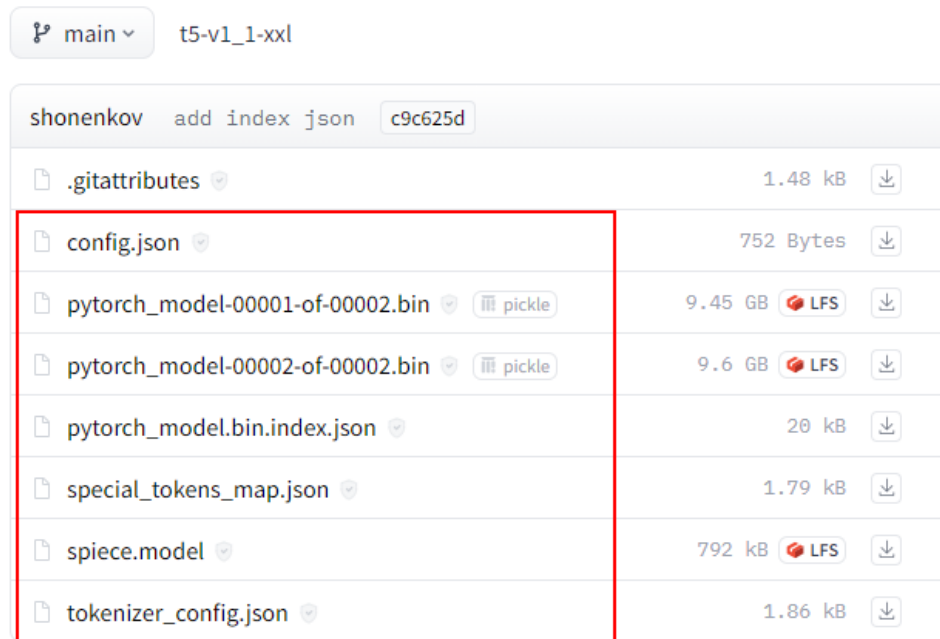 main t5-v1_1-xxl
shonenkov add index json c9c625d
.gitattributes 1.48 kB
config.json 752 Bytes
pytorch_model-00001-of-00002.bin pickle 9.45 GB LFS
pytorch_model-00002-of-00002.bin pickle 9.6 GB LFS
pytorch_model.bin.index.json 20 kB
special_tokens_map.json 1.79 kB
spiece.model 792 kB LFS
tokenizer_config.json 1.86 kB